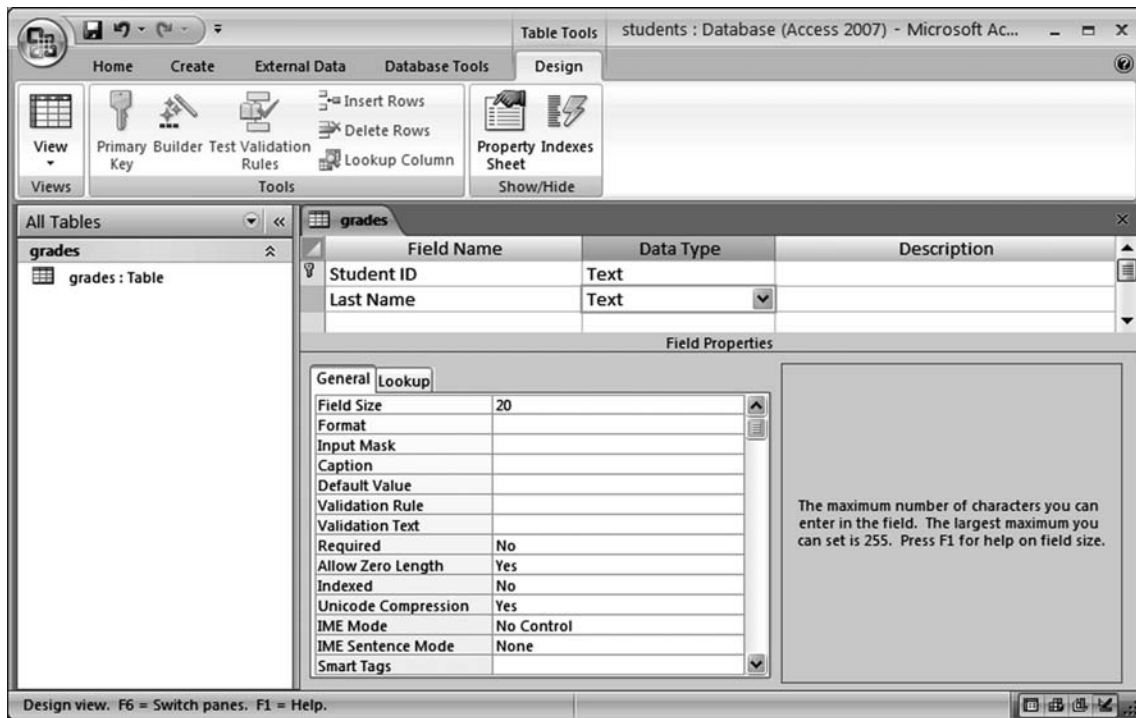 Table Tools students : Database (Access 2007) - Microsoft Ac...
Home Create External Data Database Tools Design
View
Views
Primary Key
Builder
Test Validation Rules
Insert Rows
Delete Rows
Lookup Column
Tools
Property Sheet
Indexes
Show/Hide
All Tables
grades
grades : Table
grades
Field Name Data Type Description
Student ID Text
Last Name Text
Field Properties
General Lookup
Field Size 20
Format
Input Mask
Caption
Default Value
Validation Rule
Validation Text
Required No
Allow Zero Length Yes
Indexed No
Unicode Compression Yes
IME Mode No Control
IME Sentence Mode None
Smart Tags
The maximum number of characters you can
enter in the field. The largest maximum you
can set is 255. Press F1 for help on field size.
Design view. F6 = Switch panes. F1 = Help.